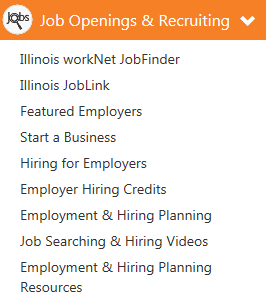 Jobs
Job Openings & Recruiting
Illinois workNet JobFinder
Illinois JobLink
Featured Employers
Start a Business
Hiring for Employers
Employer Hiring Credits
Employment & Hiring Planning
Job Searching & Hiring Videos
Employment & Hiring Planning
Resources